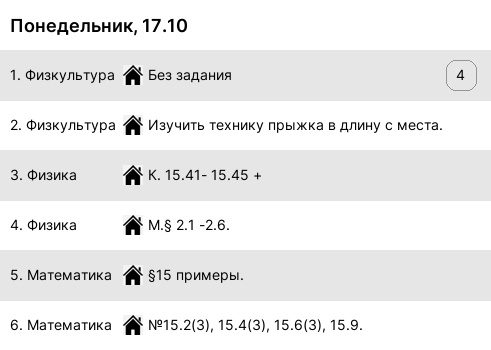 Понедельник, 17.10
1. Физкультура Без задания 4
2. Физкультура Изучить технику прыжка в длину с места.
3. Физика К. 15.41- 15.45 +
4. Физика М.§ 2.1 -2.6.
5. Математика §15 примеры.
6. Математика №15.2(3), 15.4(3), 15.6(3), 15.9.